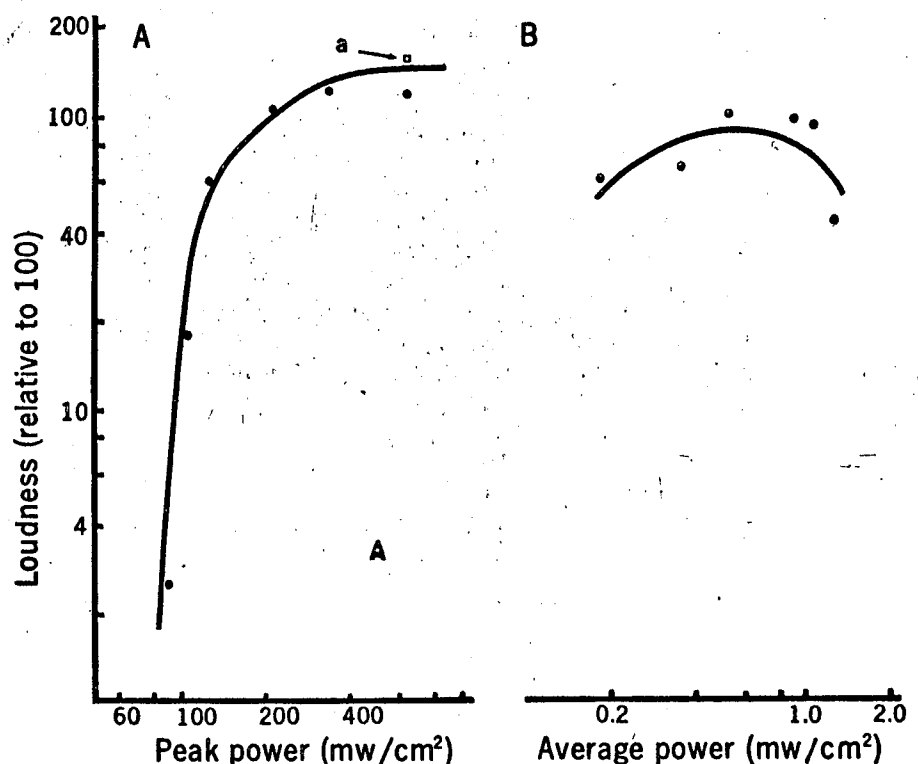 A
B
a
200
100
40
10
4
Loudness (relative to 100)
A
60 100 200 400
Peak power (mw/cm²)
0.2 1.0 2.0
Average power (mw/cm²)